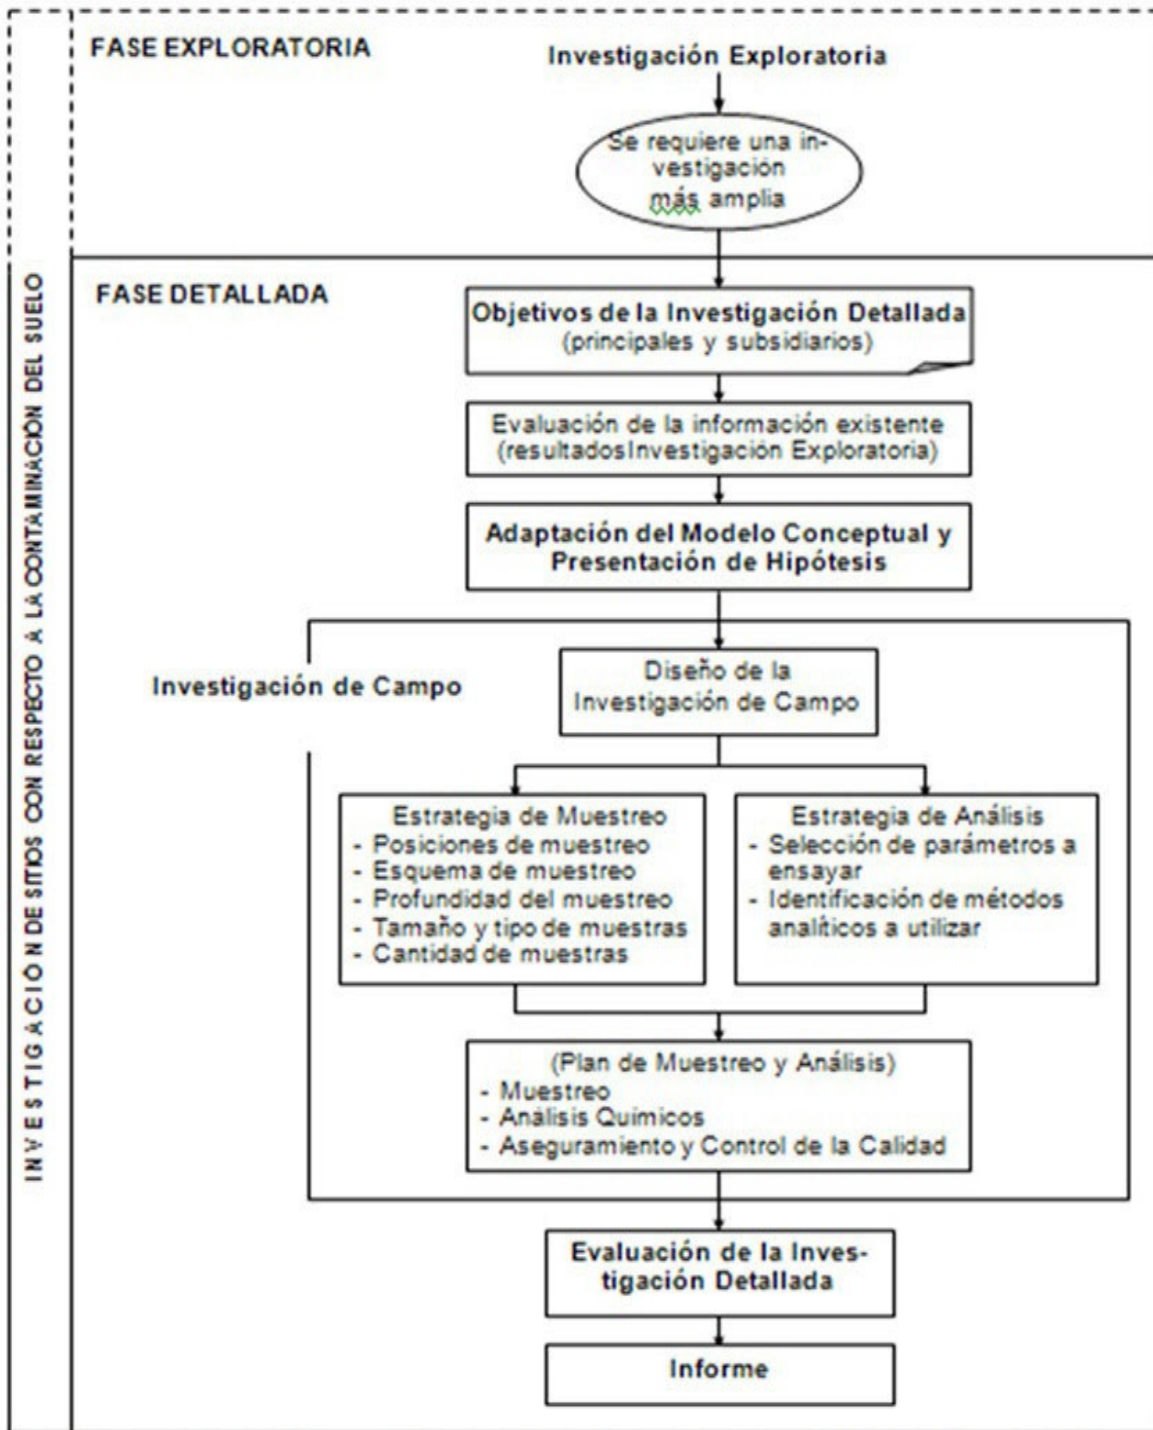 INVESTIGACIÓN DE SITIOS CON RESPECTO A LA CONTAMINACIÓN DEL SUELO
FASE EXPLORATORIA
Investigación Exploratoria
Se requiere una in-
vestigación
más amplia
FASE DETALLADA
Objetivos de la Investigación Detallada
(principales y subsidiarios)
Evaluación de la información existente
(resultadosInvestigación Exploratoria)
Adaptación del Modelo Conceptual y
Presentación de Hipótesis
Investigación de Campo
Diseño de la
Investigación de Campo
Estrategia de Muestreo
- Posiciones de muestreo
- Esquema de muestreo
- Profundidad del muestreo
- Tamaño y tipo de muestras
- Cantidad de muestras
Estrategia de Análisis
- Selección de parámetros a
ensayar
- Identificación de métodos
analíticos a utilizar
(Plan de Muestreo y Análisis)
- Muestreo
- Análisis Químicos
- Aseguramiento y Control de la Calidad
Evaluación de la Inves-
tigación Detallada
Informe